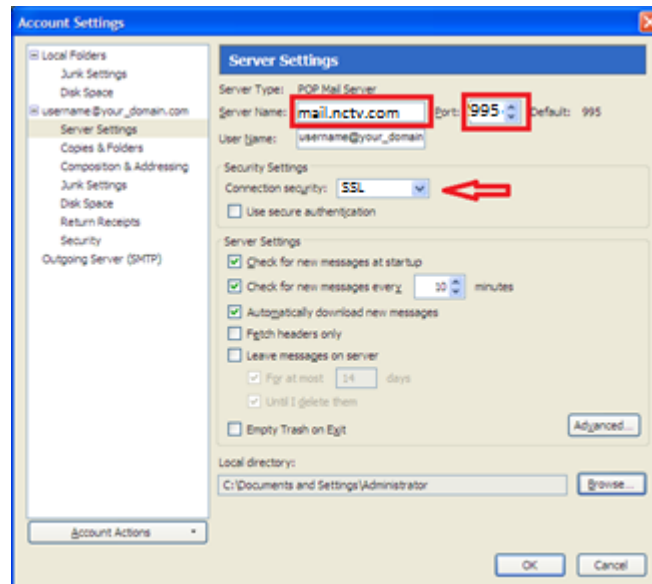 Account Settings
Local Folders
Junk Settings
Disk Space
username@your_domain.com
Server Settings
Copies & Folders
Composition & Addressing
Junk Settings
Disk Space
Return Receipts
Security
Outgoing Server (SMTP)
Account Actions
Server Settings
Server Type: POP Mail Server
Server Name: mail.nctv.com Port: 995 Default: 995
User Name: username@your_domain
Security Settings
Connection security: SSL
Use secure authentication
Server Settings
Check for new messages at startup
Check for new messages every 10 minutes
Automatically download new messages
Fetch headers only
Leave messages on server
For at most 14 days
Until I delete them
Empty Trash on Exit
Advanced...
Local directory:
C:\Documents and Settings\Administrator Browse...
OK Cancel